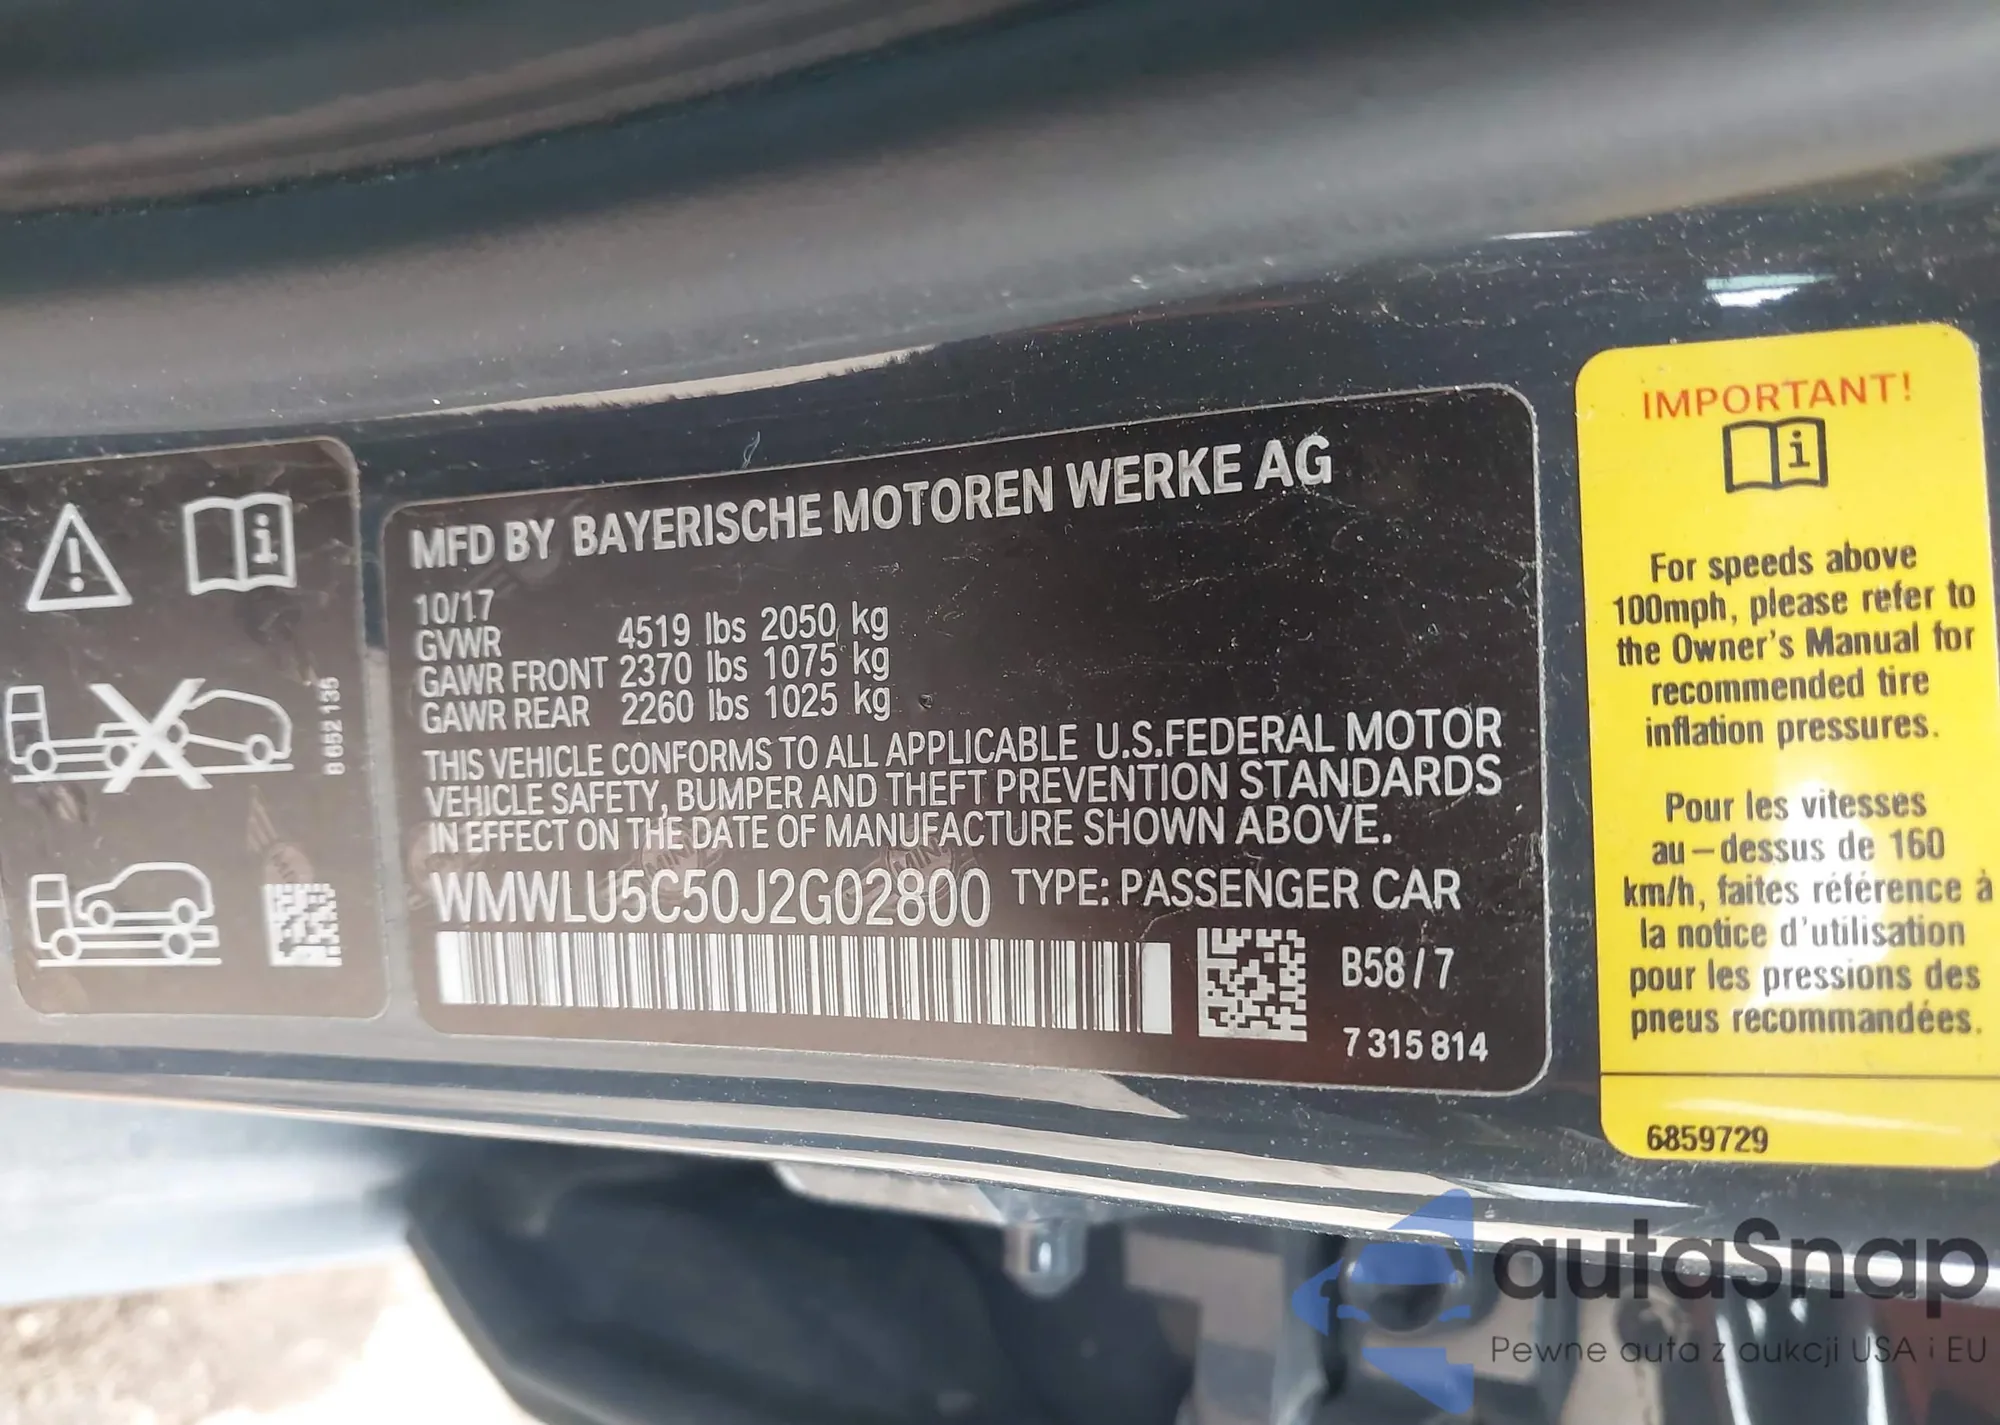 8 652 135
MFD BY BAYERISCHE MOTOREN WERKE AG
10/17
GVWR 4519 lbs 2050 kg
GAWR FRONT 2370 lbs 1075 kg
GAWR REAR 2260 lbs 1025 kg
THIS VEHICLE CONFORMS TO ALL APPLICABLE U.S.FEDERAL MOTOR
VEHICLE SAFETY, BUMPER AND THEFT PREVENTION STANDARDS
IN EFFECT ON THE DATE OF MANUFACTURE SHOWN ABOVE.
WMWLU5C50J2G02800 TYPE: PASSENGER CAR
B58/7
7 315 814
MINI
MINI
MINI
IMPORTANT!
For speeds above
100mph, please refer to
the Owner's Manual for
recommended tire
inflation pressures.
Pour les vitesses
au-dessus de 160
km/h, faites référence à
la notice d'utilisation
pour les pressions des
pneus recommandées.
6859729
autaSnap
Pewne auta z aukcji USA i EU